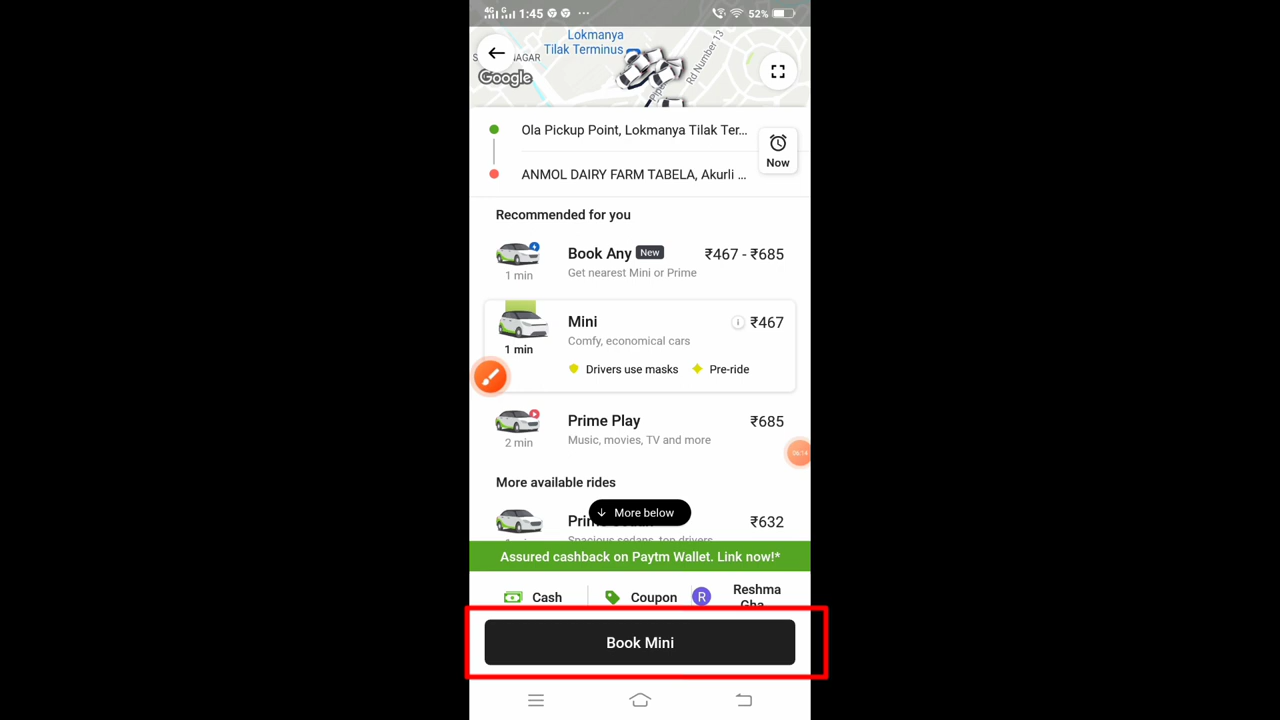 4G G 1:45 ... 52%
Lokmanya
Tilak Terminus
NAGAR
Google
Rd Number 13
Ola Pickup Point, Lokmanya Tilak Ter...
Now
ANMOL DAIRY FARM TABELA, Akurli ...
Recommended for you
Book Any New ₹467 - ₹685
1 min Get nearest Mini or Prime
Mini i ₹467
Comfy, economical cars
1 min
Drivers use masks Pre-ride
Prime Play ₹685
2 min Music, movies, TV and more
06:14
More available rides
↓ More below
₹632
Spacious sedans, top drivers
Assured cashback on Paytm Wallet. Link now!*
Cash Coupon R Reshma
Gha...
Book Mini